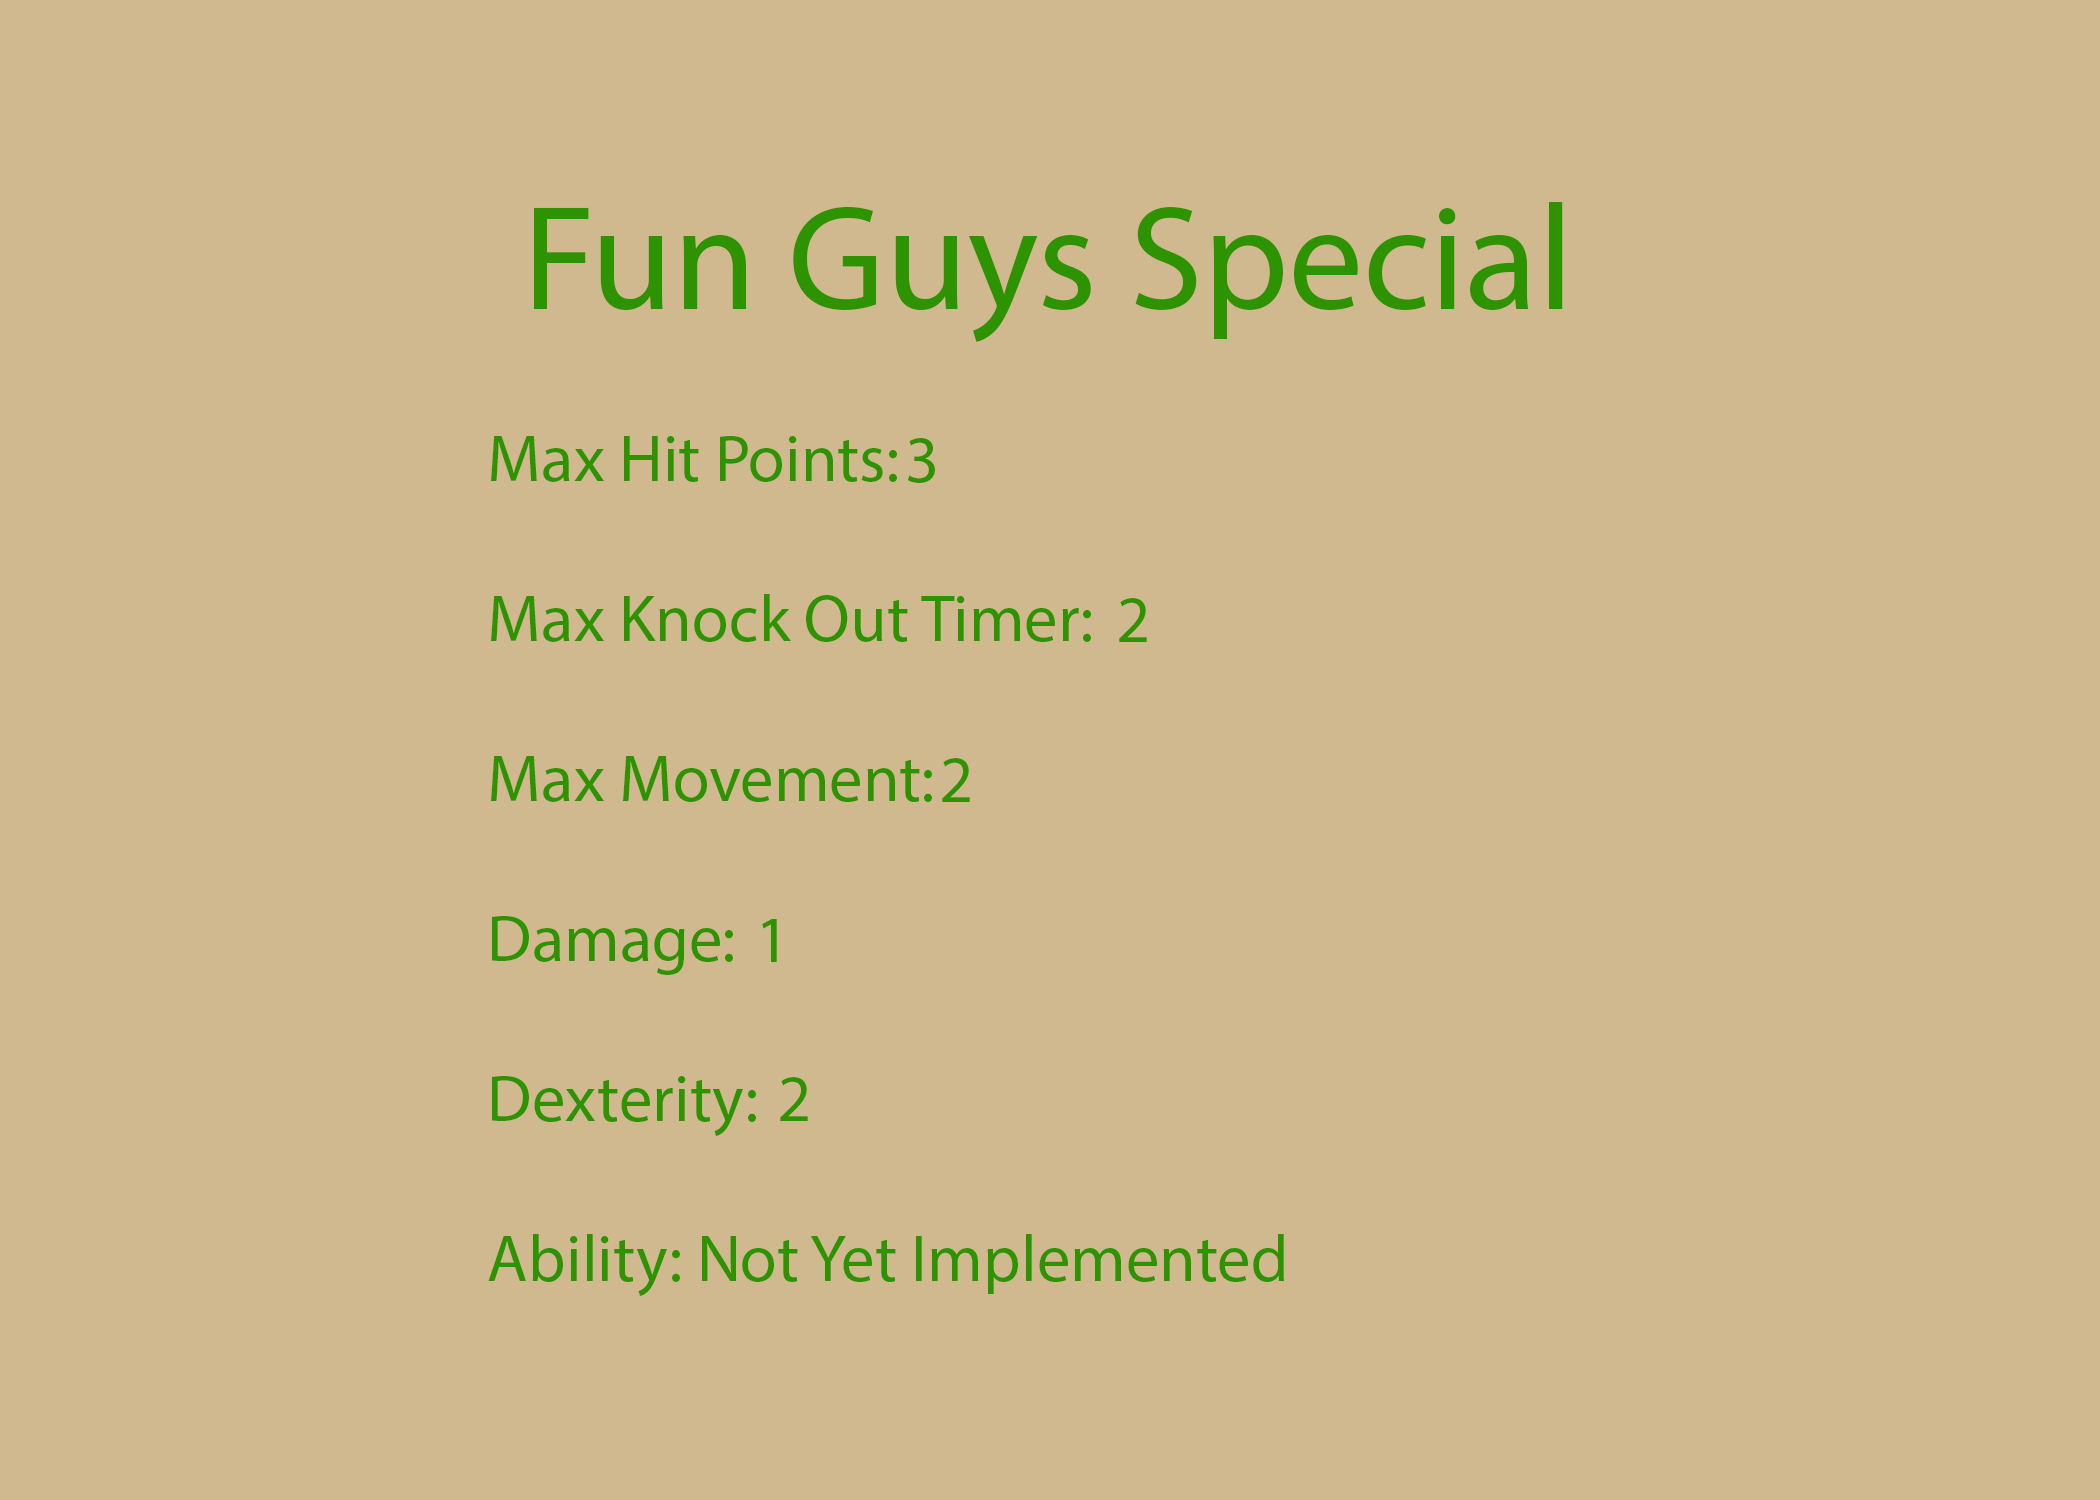 Fun Guys Special
Max Hit Points: 3
Max Knock Out Timer: 2
Max Movement: 2
Damage: 1
Dexterity: 2
Ability: Not Yet Implemented